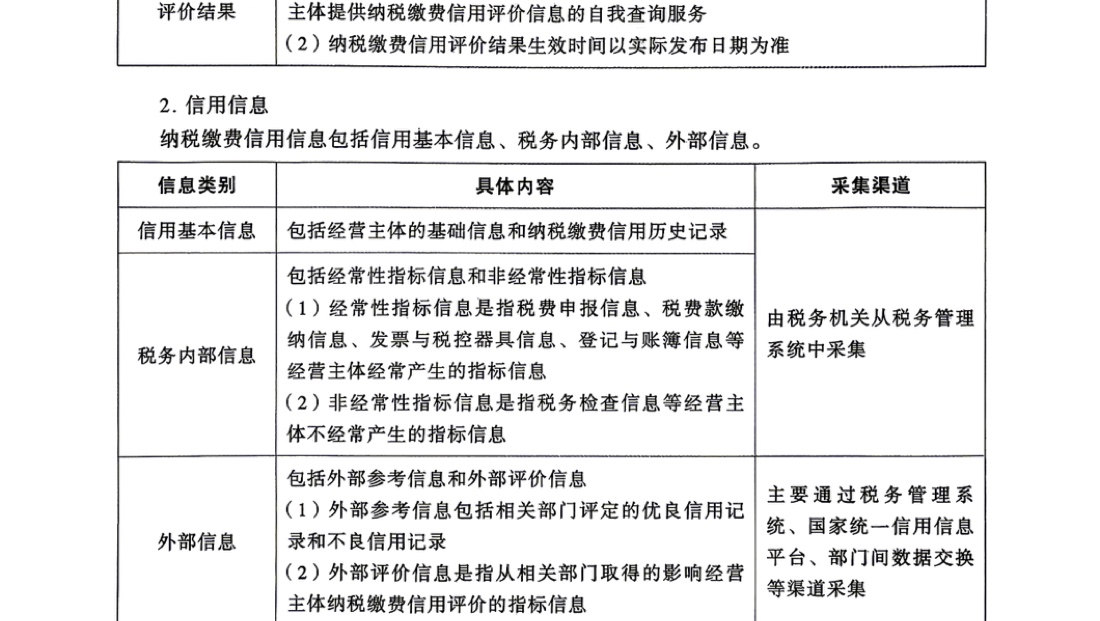 评价结果
主体提供纳税缴费信用评价信息的自我查询服务
（2）纳税缴费信用评价结果生效时间以实际发布日期为准
2. 信用信息
纳税缴费信用信息包括信用基本信息、税务内部信息、外部信息。
信息类别
具体内容
采集渠道
信用基本信息
包括经营主体的基础信息和纳税缴费信用历史记录
由税务机关从税务管理
系统中采集
税务内部信息
包括经常性指标信息和非经常性指标信息
（1）经常性指标信息是指税费申报信息、税费款缴
纳信息、发票与税控器具信息、登记与账簿信息等
经营主体经常产生的指标信息
（2）非经常性指标信息是指税务检查信息等经营主
体不经常产生的指标信息
外部信息
包括外部参考信息和外部评价信息
（1）外部参考信息包括相关部门评定的优良信用记
录和不良信用记录
（2）外部评价信息是指从相关部门取得的影响经营
主体纳税缴费信用评价的指标信息
主要通过税务管理系
统、国家统一信用信息
平台、部门间数据交换
等渠道采集